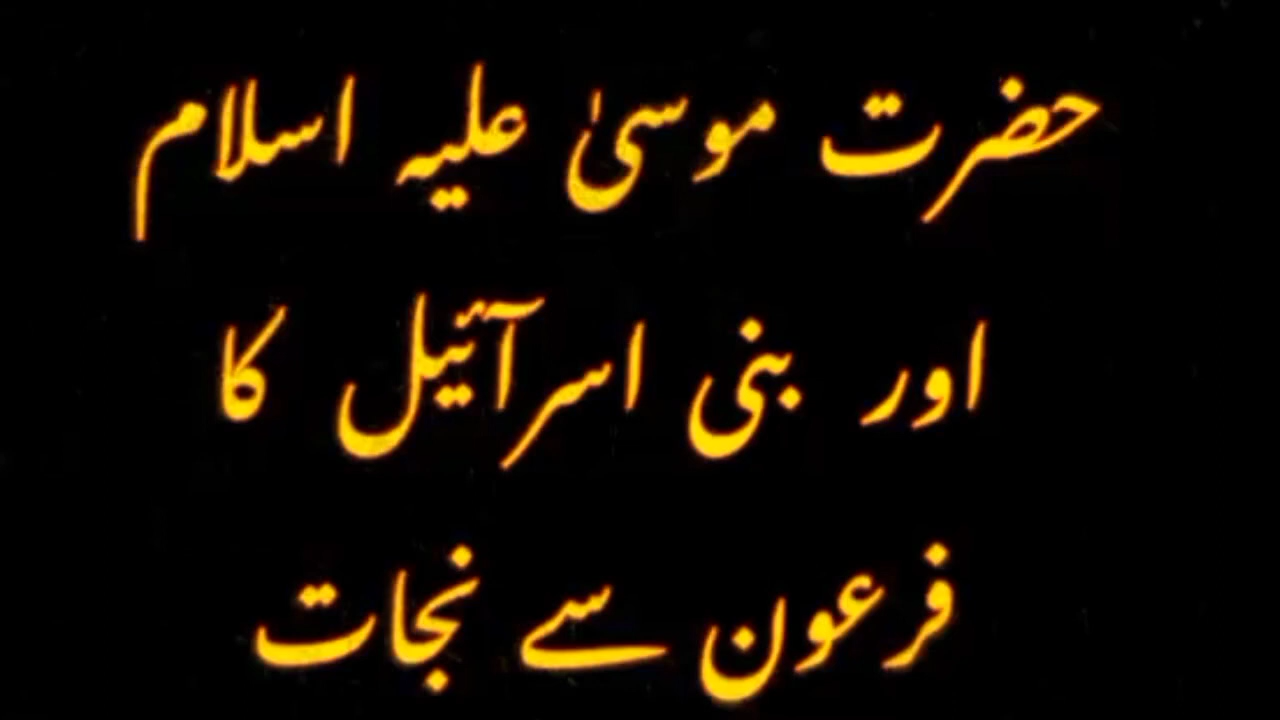 حضرت موسیٰ علیہ اسلام
اور بنی اسرآئیل کا
فرعون سے نجات